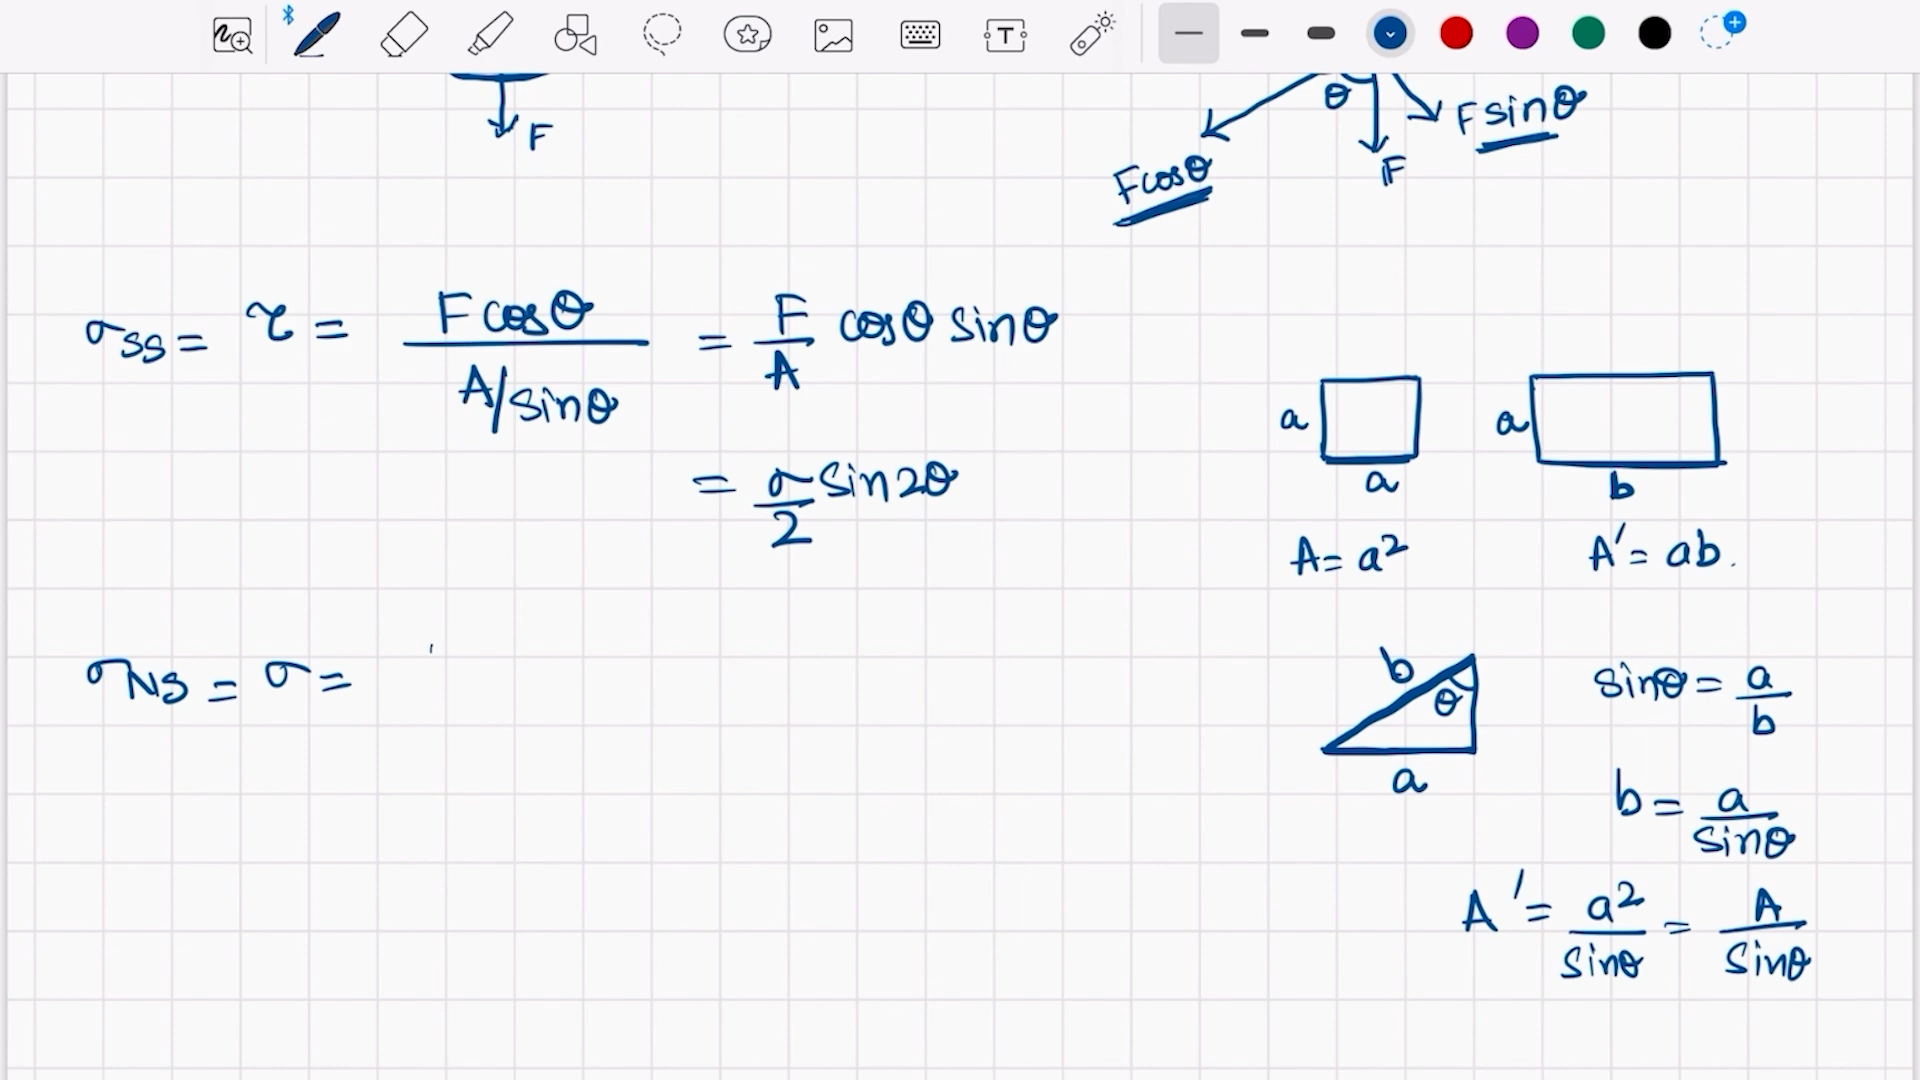 F
θ
F sinθ
F cosθ
F
σSS = τ = F cosθ / A/sinθ = F/A cosθ sinθ
= σ/2 sin2θ
a
a
a
b
A = a²
A' = ab.
σNS = σ =
b
θ
a
sinθ = a/b
b = a/sinθ
A' = a²/sinθ = A/sinθ